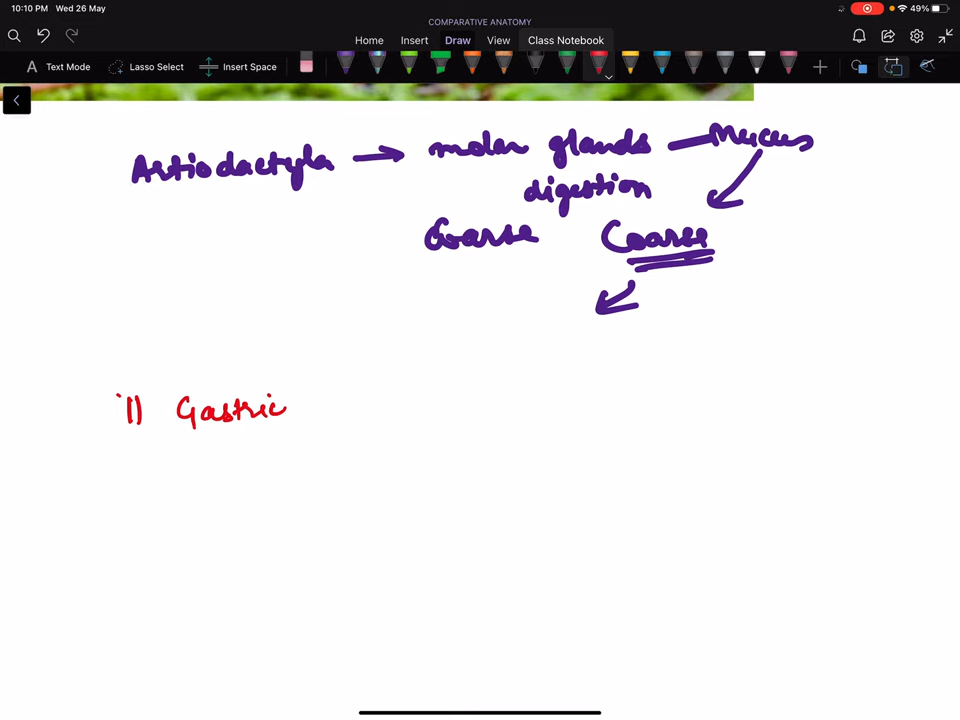 10:10 PM Wed 26 May 49%
COMPARATIVE ANATOMY
Home Insert Draw View Class Notebook
A Text Mode Lasso Select Insert Space
Artiodactyla → molar glands — Mucus
digestion
Coarse Coarse
ii) Gastric